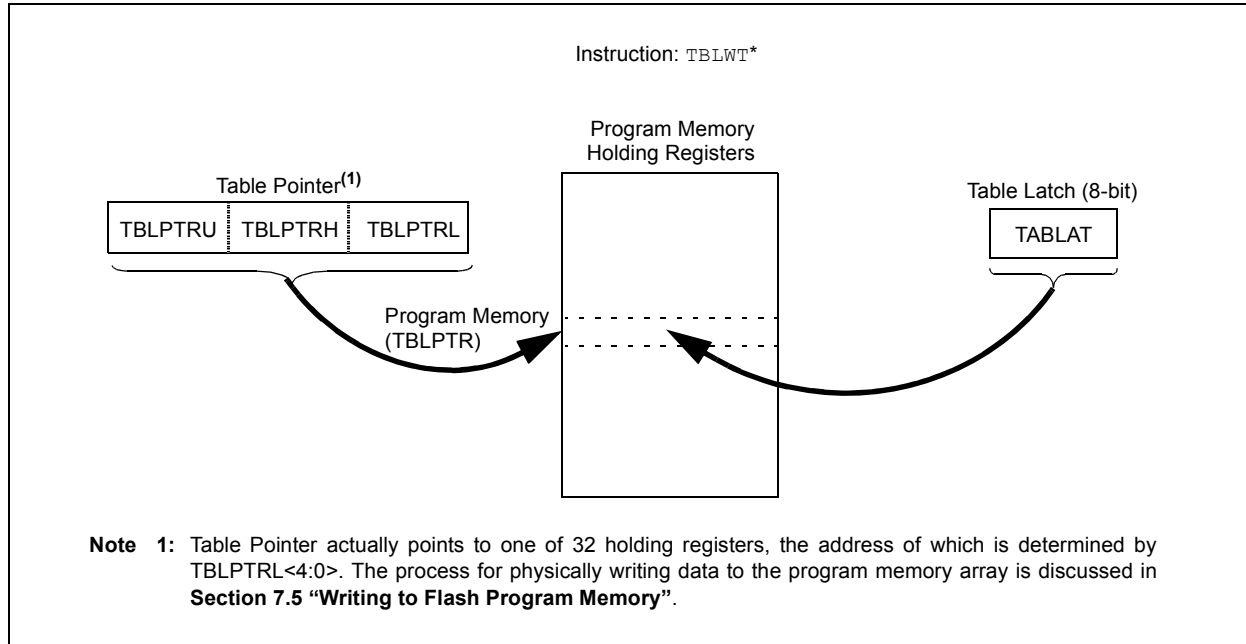 Instruction: TBLWT*
Program Memory
Holding Registers
Table Pointer(1)
Table Latch (8-bit)
TBLPTRU TBLPTRH TBLPTRL
TABLAT
Program Memory
(TBLPTR)
Note 1: Table Pointer actually points to one of 32 holding registers, the address of which is determined by
TBLPTRL<4:0>. The process for physically writing data to the program memory array is discussed in
Section 7.5 “Writing to Flash Program Memory”.